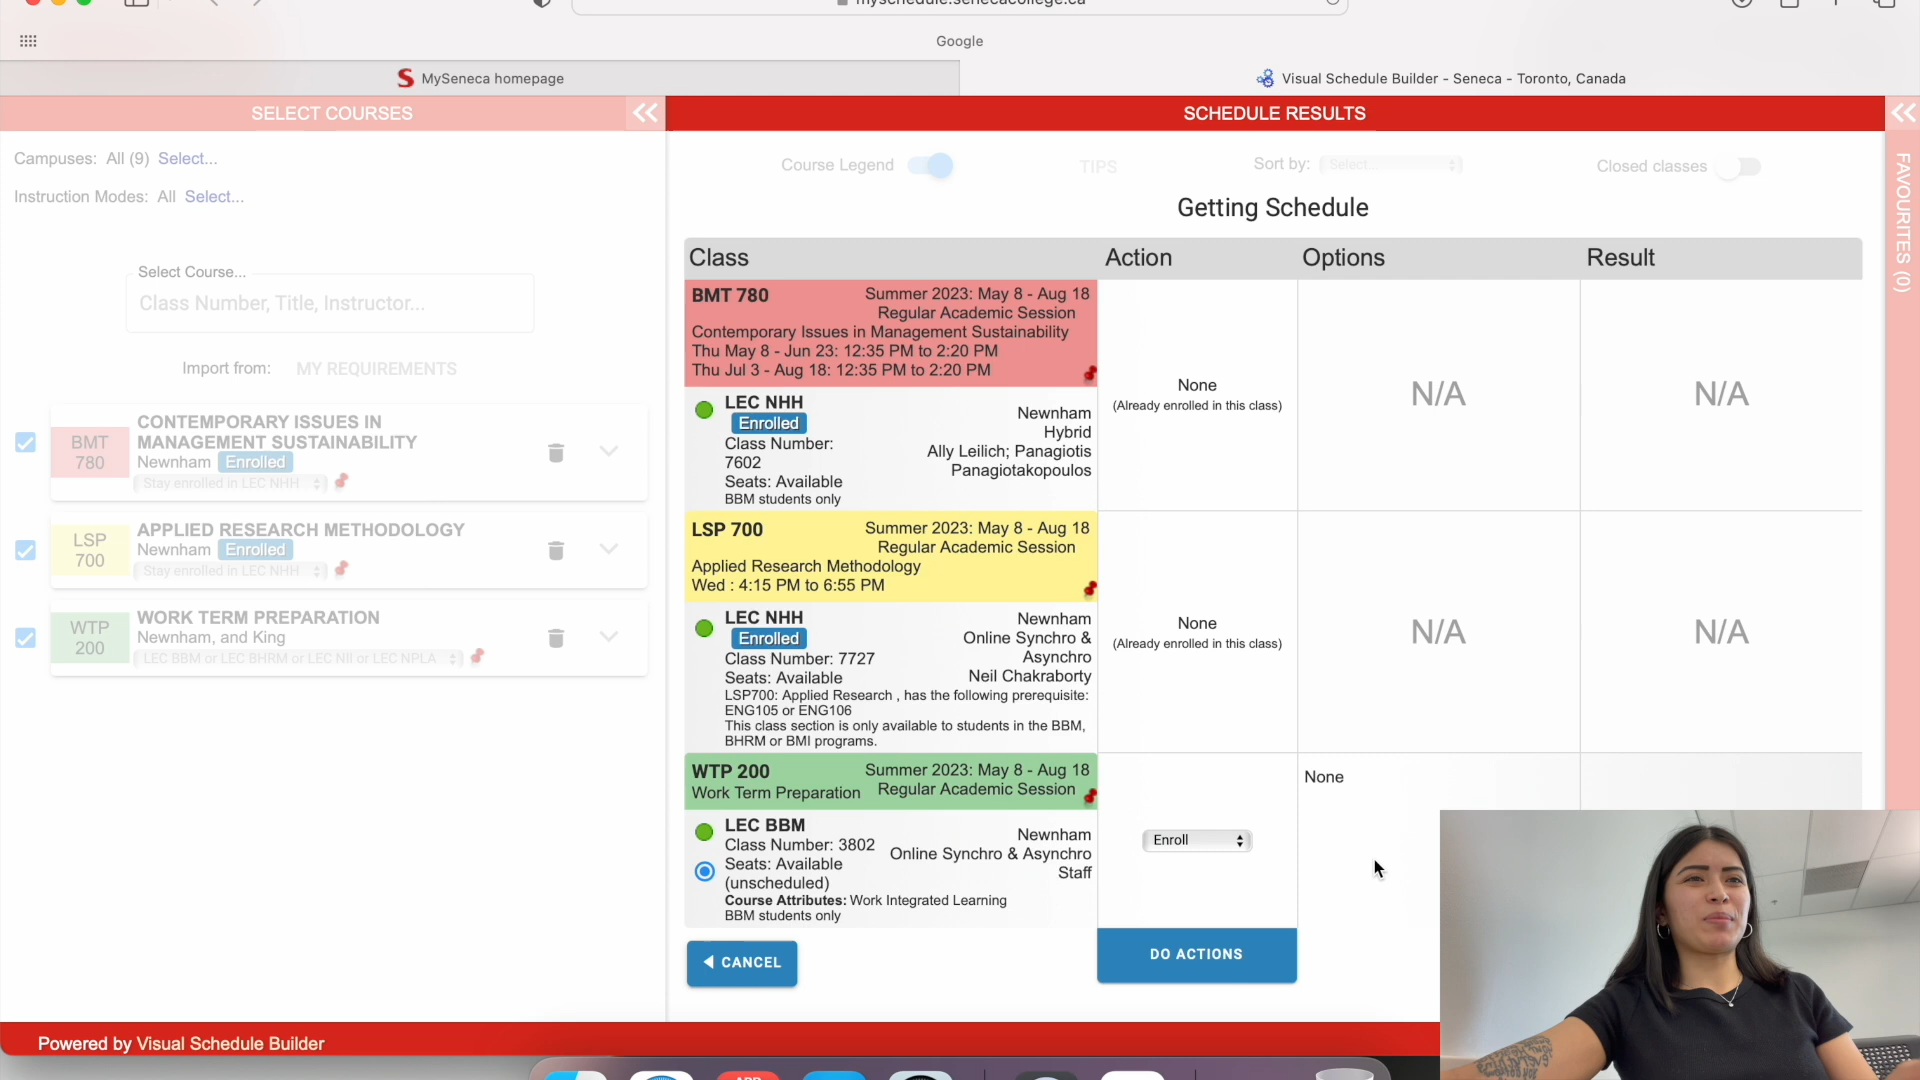 myschedule.senecacollege.ca
Google
MySeneca homepage
Visual Schedule Builder - Seneca - Toronto, Canada
SELECT COURSES
Campuses: All (9) Select...
Instruction Modes: All Select...
Select Course...
Class Number, Title, Instructor...
Import from: MY REQUIREMENTS
BMT
780
CONTEMPORARY ISSUES IN
MANAGEMENT SUSTAINABILITY
Newnham Enrolled
Stay enrolled in LEC NHH
LSP
700
APPLIED RESEARCH METHODOLOGY
Newnham Enrolled
Stay enrolled in LEC NHH
WTP
200
WORK TERM PREPARATION
Newnham, and King
LEC BBM or LEC BHRM or LEC NII or LEC NPLA
SCHEDULE RESULTS
Course Legend
TIPS
Sort by: Select...
Closed classes
FAVOURITES (0)
Getting Schedule
Class Action Options Result
BMT 780 Summer 2023: May 8 - Aug 18
Regular Academic Session
Contemporary Issues in Management Sustainability
Thu May 8 - Jun 23: 12:35 PM to 2:20 PM
Thu Jul 3 - Aug 18: 12:35 PM to 2:20 PM
LEC NHH
Enrolled
Class Number:
7602
Seats: Available
BBM students only
Newnham
Hybrid
Ally Leilich; Panagiotis
Panagiotakopoulos
None
(Already enrolled in this class)
N/A
N/A
LSP 700 Summer 2023: May 8 - Aug 18
Regular Academic Session
Applied Research Methodology
Wed : 4:15 PM to 6:55 PM
LEC NHH
Enrolled
Class Number: 7727
Seats: Available
Newnham
Online Synchro &
Asynchro
Neil Chakraborty
LSP700: Applied Research , has the following prerequisite:
ENG105 or ENG106
This class section is only available to students in the BBM,
BHRM or BMI programs.
None
(Already enrolled in this class)
N/A
N/A
WTP 200 Summer 2023: May 8 - Aug 18
Work Term Preparation Regular Academic Session
LEC BBM
Class Number: 3802
Seats: Available
(unscheduled)
Newnham
Online Synchro & Asynchro
Staff
Course Attributes: Work Integrated Learning
BBM students only
Enroll
None
CANCEL
DO ACTIONS
Powered by Visual Schedule Builder